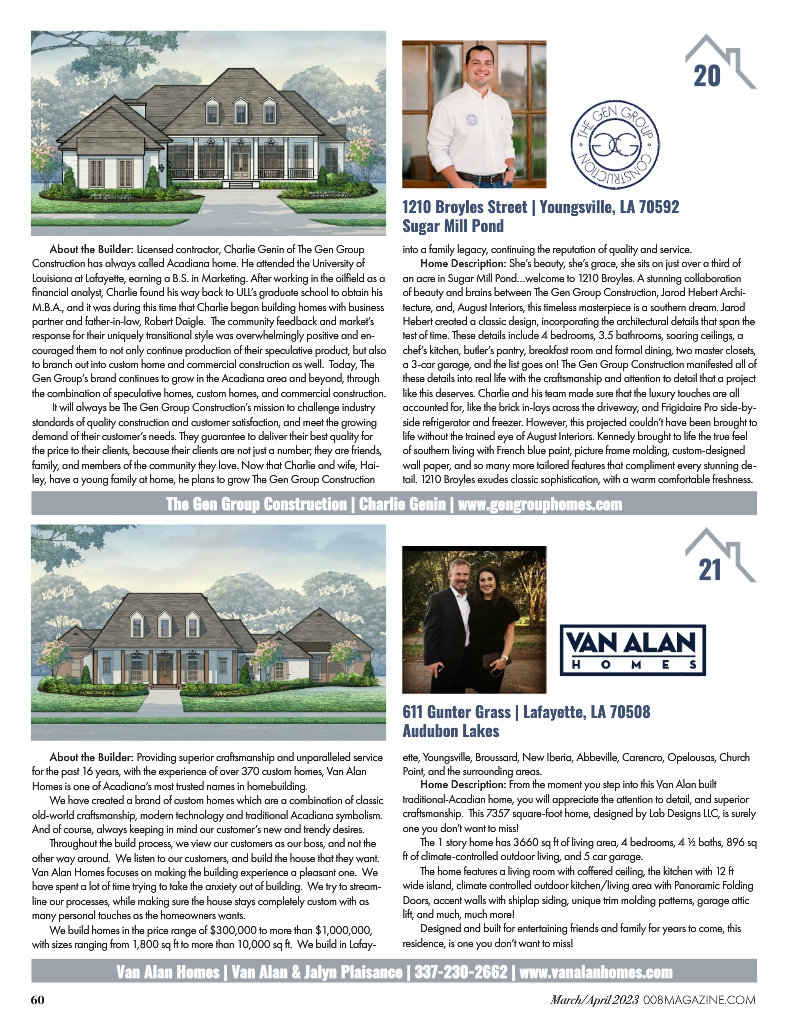 20
THE GEN GROUP
CONSTRUCTION
1210 Broyles Street | Youngsville, LA 70592
Sugar Mill Pond
About the Builder: Licensed contractor, Charlie Genin of The Gen Group
Construction has always called Acadiana home. He attended the University of
Louisiana at Lafayette, earning a B.S. in Marketing. After working in the oilfield as a
financial analyst, Charlie found his way back to ULL's graduate school to obtain his
M.B.A., and it was during this time that Charlie began building homes with business
partner and father-in-law, Robert Daigle. The community feedback and market's
response for their uniquely transitional style was overwhelmingly positive and en-
couraged them to not only continue production of their speculative product, but also
to branch out into custom home and commercial construction as well. Today, The
Gen Group's brand continues to grow in the Acadiana area and beyond, through
the combination of speculative homes, custom homes, and commercial construction.
It will always be The Gen Group Construction's mission to challenge industry
standards of quality construction and customer satisfaction, and meet the growing
demand of their customer's needs. They guarantee to deliver their best quality for
the price to their clients, because their clients are not just a number; they are friends,
family, and members of the community they love. Now that Charlie and wife, Hai-
ley, have a young family at home, he plans to grow The Gen Group Construction
into a family legacy, continuing the reputation of quality and service.
Home Description: She's beauty, she's grace, she sits on just over a third of
an acre in Sugar Mill Pond...welcome to 1210 Broyles. A stunning collaboration
of beauty and brains between The Gen Group Construction, Jarod Hebert Archi-
tecture, and, August Interiors, this timeless masterpiece is a southern dream. Jarod
Hebert created a classic design, incorporating the architectural details that span the
test of time. These details include 4 bedrooms, 3.5 bathrooms, soaring ceilings, a
chef's kitchen, butler's pantry, breakfast room and formal dining, two master closets,
a 3-car garage, and the list goes on! The Gen Group Construction manifested all of
these details into real life with the craftsmanship and attention to detail that a project
like this deserves. Charlie and his team made sure that the luxury touches are all
accounted for, like the brick in-lays across the driveway, and Frigidaire Pro side-by-
side refrigerator and freezer. However, this projected couldn't have been brought to
life without the trained eye of August Interiors. Kennedy brought to life the true feel
of southern living with French blue paint, picture frame molding, custom-designed
wall paper, and so many more tailored features that compliment every stunning de-
tail. 1210 Broyles exudes classic sophistication, with a warm comfortable freshness.
The Gen Group Construction | Charlie Genin | www.gengrouphomes.com
21
VAN ALAN
HOMES
611 Gunter Grass | Lafayette, LA 70508
Audubon Lakes
About the Builder: Providing superior craftsmanship and unparalleled service
for the past 16 years, with the experience of over 370 custom homes, Van Alan
Homes is one of Acadiana's most trusted names in homebuilding.
We have created a brand of custom homes which are a combination of classic
old-world craftsmanship, modern technology and traditional Acadiana symbolism.
And of course, always keeping in mind our customer's new and trendy desires.
Throughout the build process, we view our customers as our boss, and not the
other way around. We listen to our customers, and build the house that they want.
Van Alan Homes focuses on making the building experience a pleasant one. We
have spent a lot of time trying to take the anxiety out of building. We try to stream-
line our processes, while making sure the house stays completely custom with as
many personal touches as the homeowners wants.
We build homes in the price range of $300,000 to more than $1,000,000,
with sizes ranging from 1,800 sq ft to more than 10,000 sq ft. We build in Lafay-
ette, Youngsville, Broussard, New Iberia, Abbeville, Carencro, Opelousas, Church
Point, and the surrounding areas.
Home Description: From the moment you step into this Van Alan built
traditional-Acadian home, you will appreciate the attention to detail, and superior
craftsmanship. This 7357 square-foot home, designed by Lab Designs LLC, is surely
one you don't want to miss!
The 1 story home has 3660 sq ft of living area, 4 bedrooms, 4 ½ baths, 896 sq
ft of climate-controlled outdoor living, and 5 car garage.
The home features a living room with coffered ceiling, the kitchen with 12 ft
wide island, climate controlled outdoor kitchen/living area with Panoramic Folding
Doors, accent walls with shiplap siding, unique trim molding patterns, garage attic
lift, and much, much more!
Designed and built for entertaining friends and family for years to come, this
residence, is one you don't want to miss!
Van Alan Homes | Van Alan & Jalyn Plaisance | 337-230-2662 | www.vanalanhomes.com
60
March/April 2023 008MAGAZINE.COM